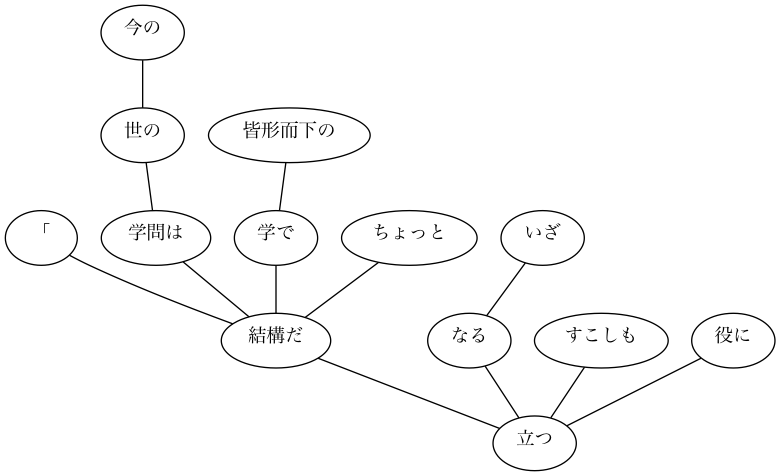 今の
世の
皆形而下の
「
学問は
学で
ちょっと
いざ
結構だ
なる
すこしも
役に
立つ